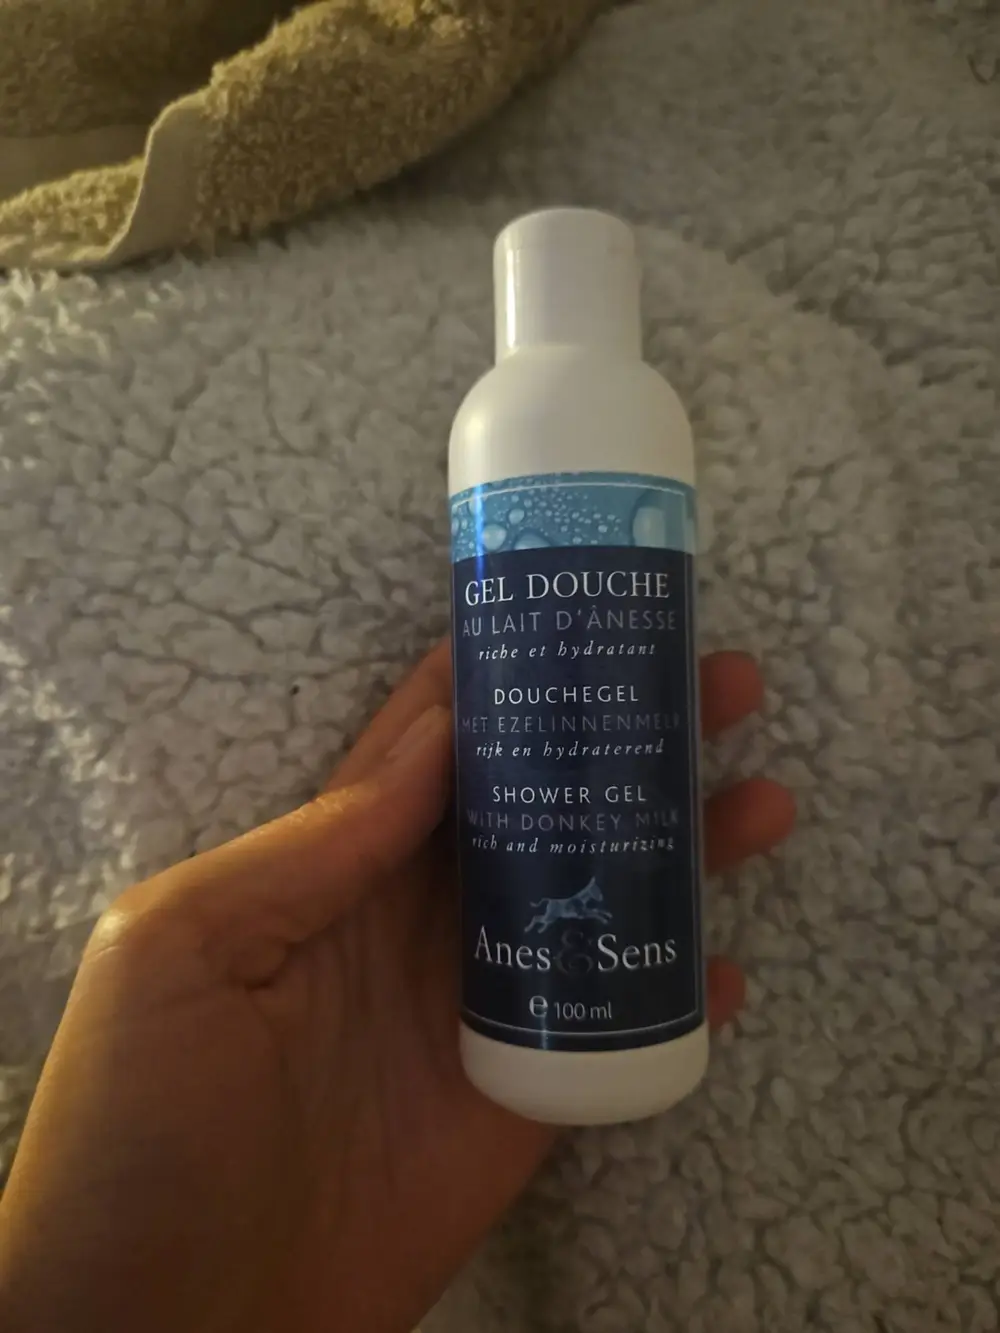 GEL DOUCHE
AU LAIT D'ÂNESSE
riche et hydratant
DOUCHEGEL
MET EZELINNENMELK
rijk en hydraterend
SHOWER GEL
WITH DONKEY MILK
rich and moisturizing
Anes & Sens
e 100 ml